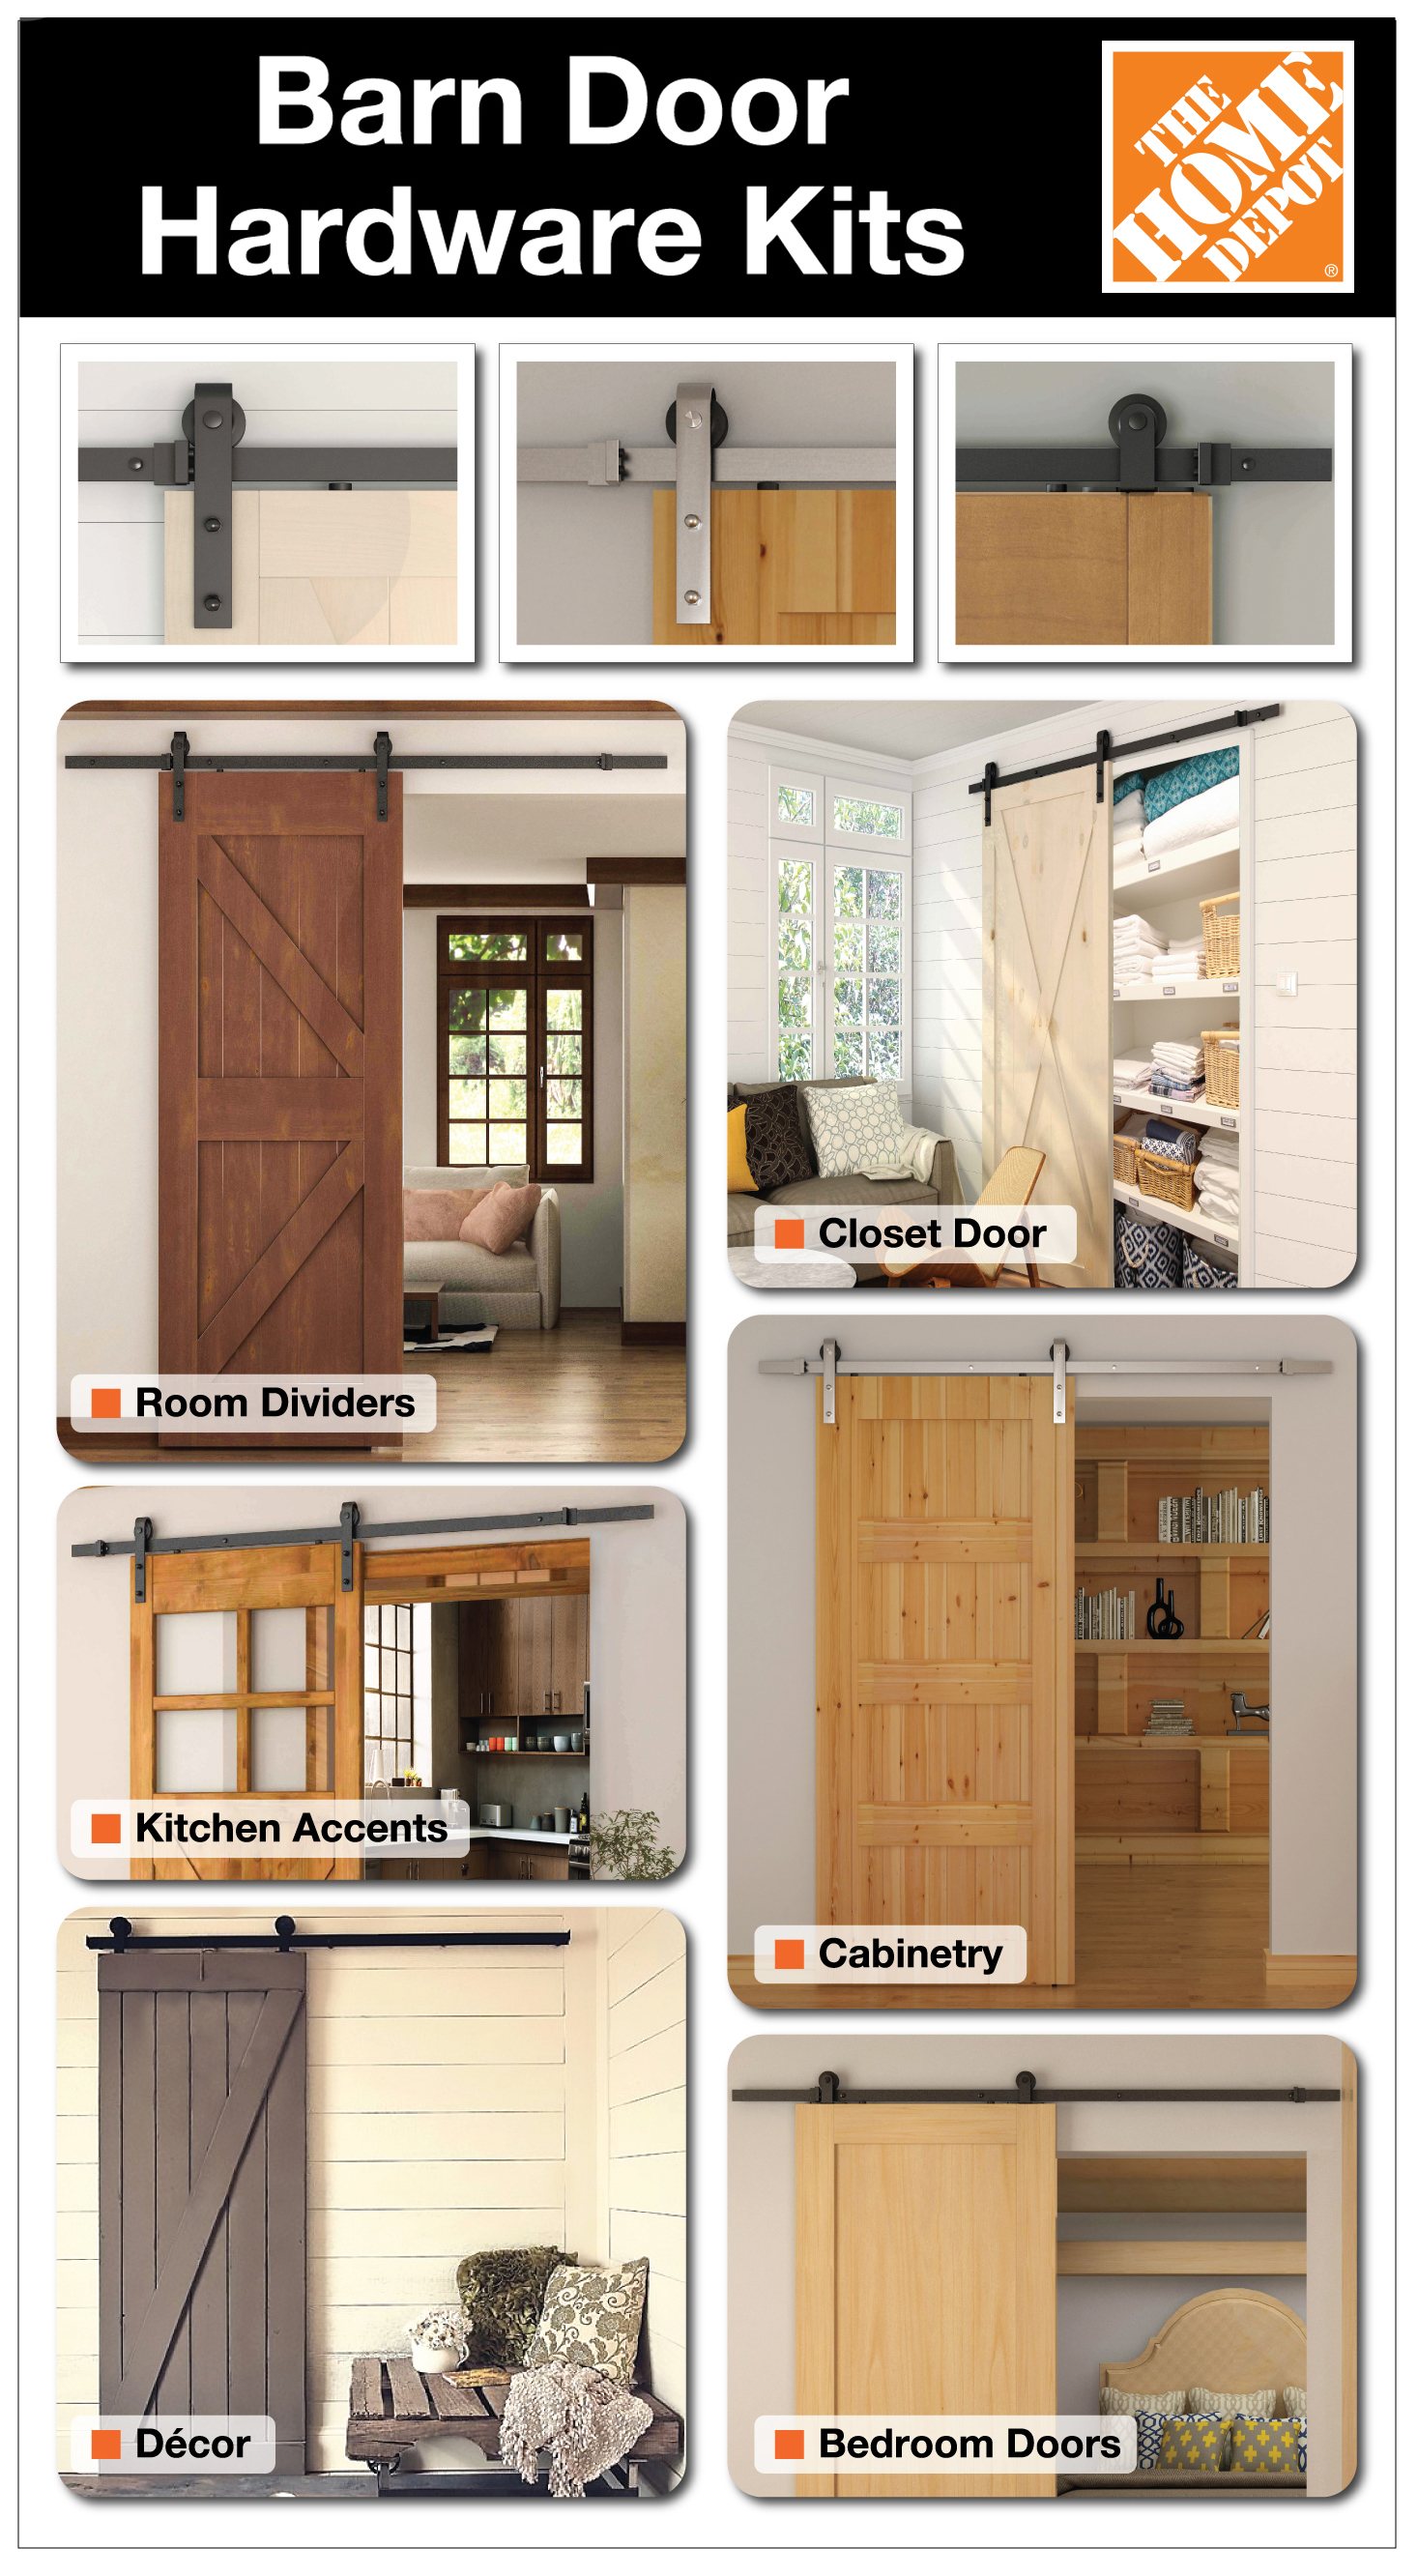 Barn Door
Hardware Kits
THE
HOME
DEPOT
®
Room Dividers
Closet Door
Kitchen Accents
Cabinetry
Décor
Bedroom Doors